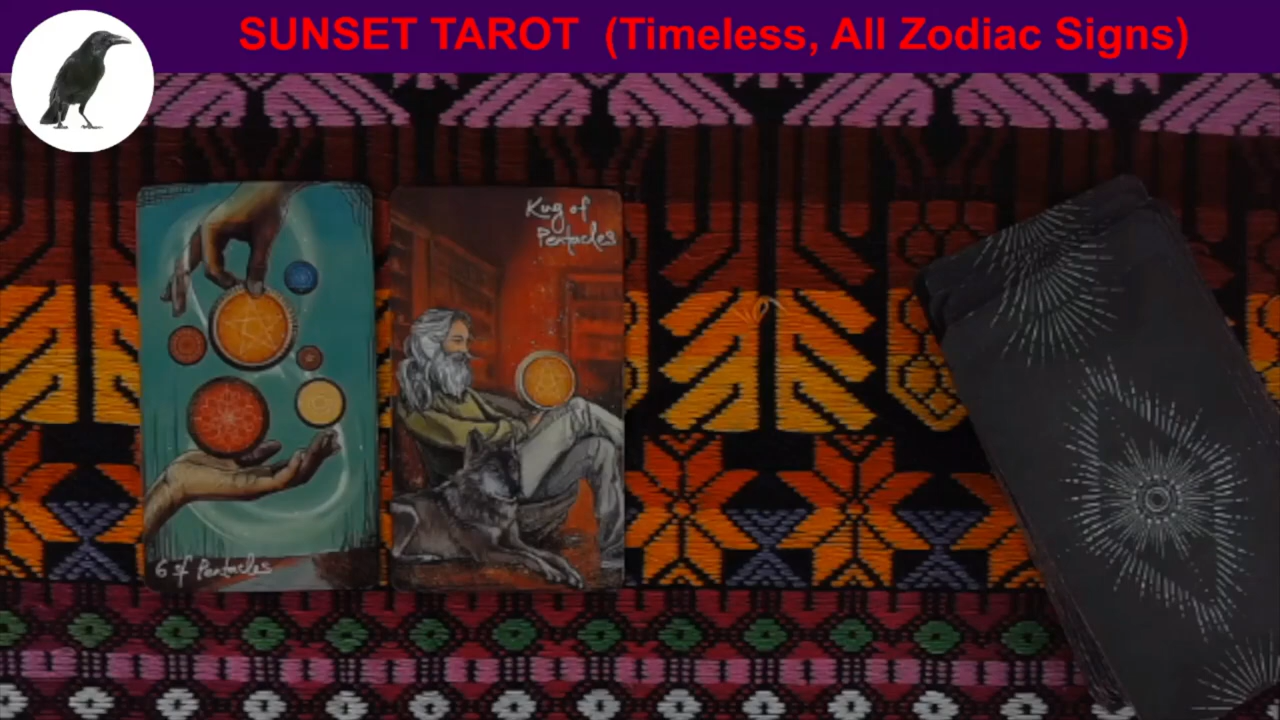 SUNSET TAROT (Timeless, All Zodiac Signs)
King of
Pentacles
6 of Pentacles